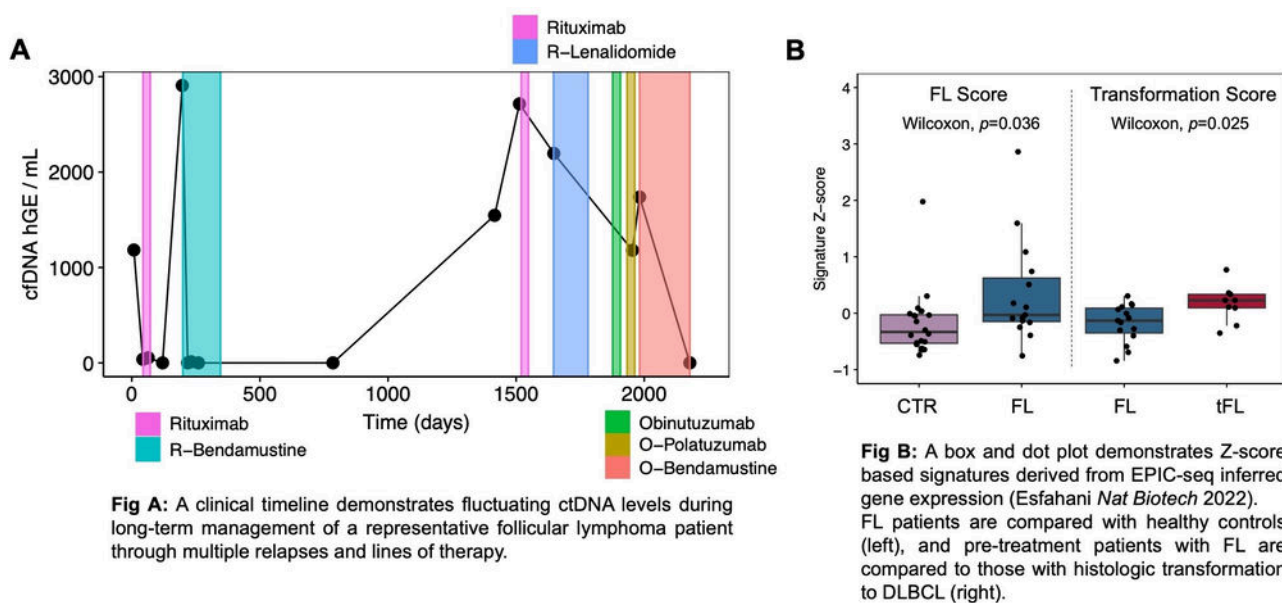 A
Rituximab
R−Lenalidomide
3000
2000
1000
0
cfDNA hGE / mL
0
500
1000
1500
2000
Time (days)
Rituximab
R−Bendamustine
Obinutuzumab
O−Polatuzumab
O−Bendamustine
Fig A: A clinical timeline demonstrates fluctuating ctDNA levels during
long-term management of a representative follicular lymphoma patient
through multiple relapses and lines of therapy.
B
FL Score
Transformation Score
Wilcoxon, p=0.036
Wilcoxon, p=0.025
4
3
2
1
0
−1
Signature Z−score
CTR
FL
FL
tFL
Fig B: A box and dot plot demonstrates Z-score
based signatures derived from EPIC-seq inferred
gene expression (Esfahani Nat Biotech 2022).
FL patients are compared with healthy controls
(left), and pre-treatment patients with FL are
compared to those with histologic transformation
to DLBCL (right).